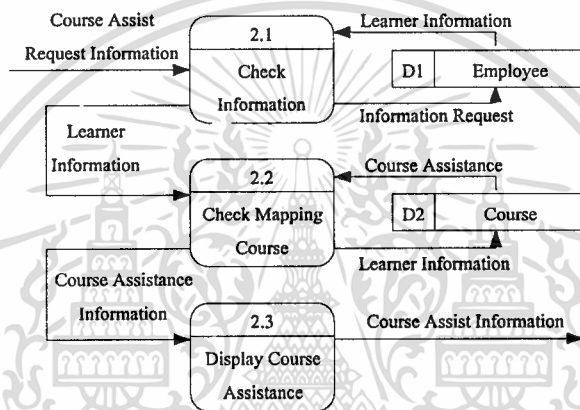 Course Assist
Request Information
2.1
Check
Information
Learner Information
D1 Employee
Information Request
Learner
Information
2.2
Check Mapping
Course
Course Assistance
D2 Course
Learner Information
Course Assistance
Information
2.3
Display Course
Assistance
Course Assist Information